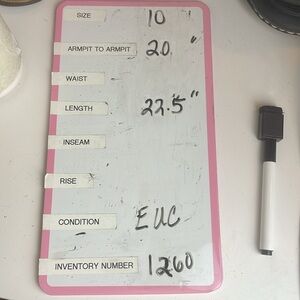 SIZE 10
ARMPIT TO ARMPIT 20 "
WAIST
LENGTH 22.5"
INSEAM
RISE
CONDITION EUC
INVENTORY NUMBER 1260